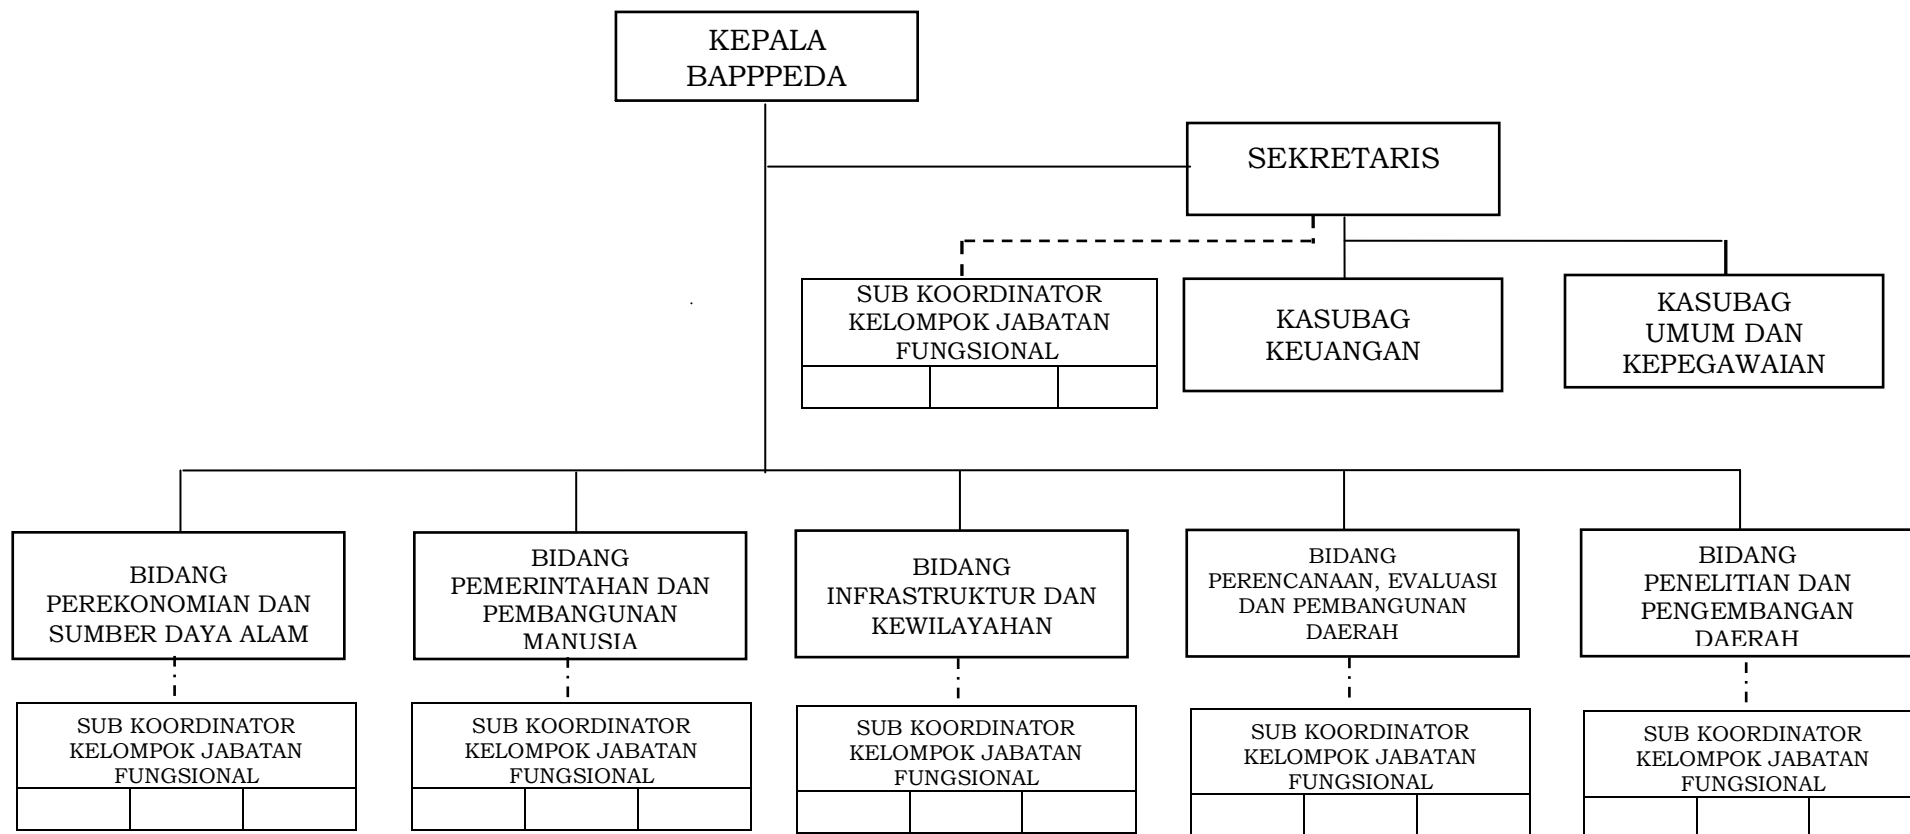 KEPALA
BAPPPEDA
SEKRETARIS
SUB KOORDINATOR
KELOMPOK JABATAN
FUNGSIONAL
KASUBAG
KEUANGAN
KASUBAG
UMUM DAN
KEPEGAWAIAN
BIDANG
PEREKONOMIAN DAN
SUMBER DAYA ALAM
BIDANG
PEMERINTAHAN DAN
PEMBANGUNAN
MANUSIA
BIDANG
INFRASTRUKTUR DAN
KEWILAYAHAN
BIDANG
PERENCANAAN, EVALUASI
DAN PEMBANGUNAN
DAERAH
BIDANG
PENELITIAN DAN
PENGEMBANGAN
DAERAH
SUB KOORDINATOR
KELOMPOK JABATAN
FUNGSIONAL
SUB KOORDINATOR
KELOMPOK JABATAN
FUNGSIONAL
SUB KOORDINATOR
KELOMPOK JABATAN
FUNGSIONAL
SUB KOORDINATOR
KELOMPOK JABATAN
FUNGSIONAL
SUB KOORDINATOR
KELOMPOK JABATAN
FUNGSIONAL